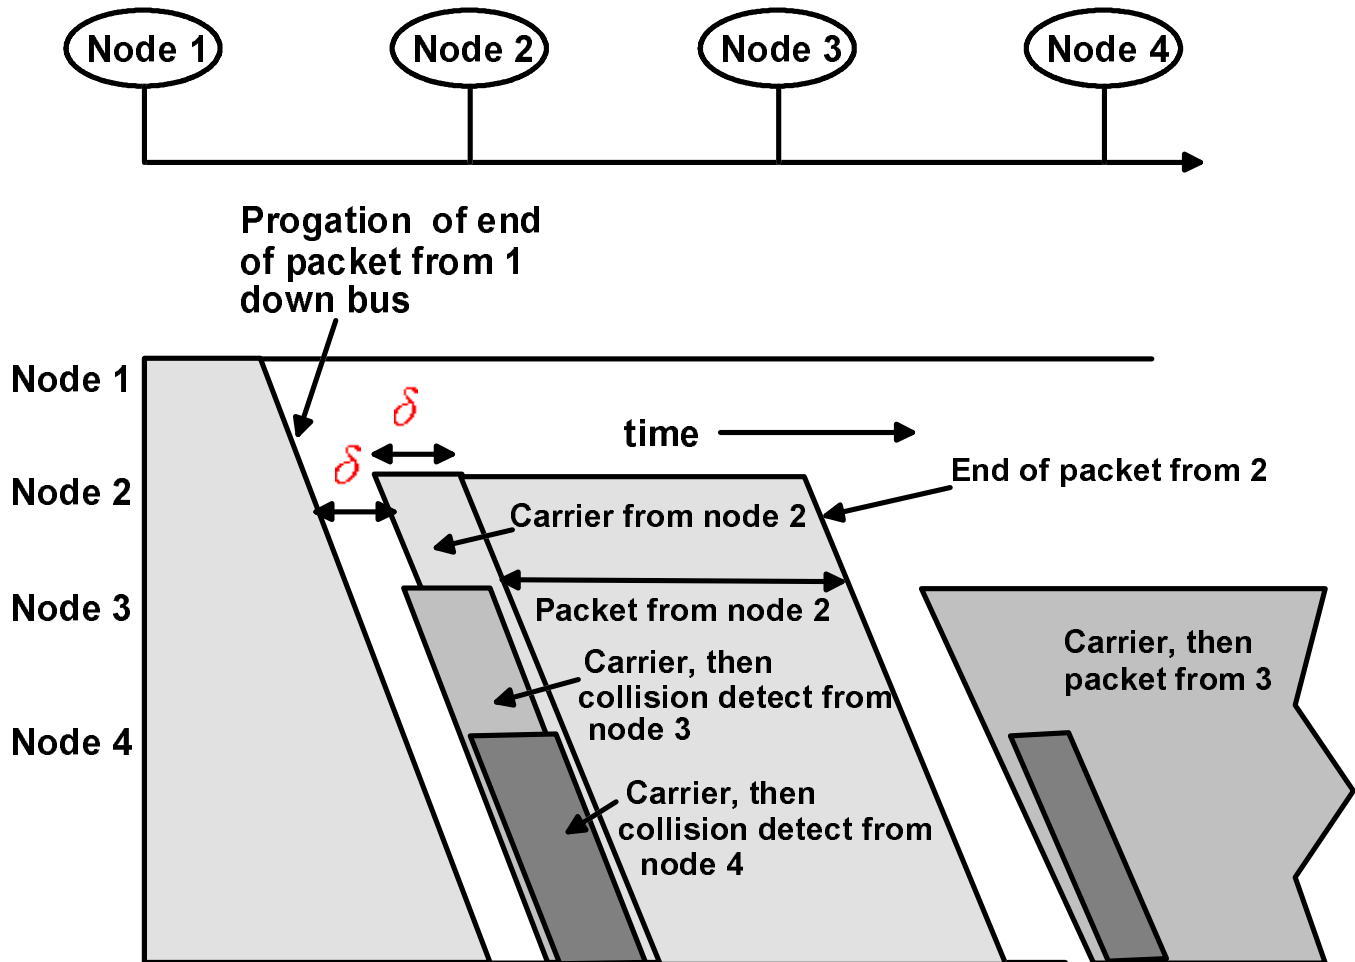 Node 1
Node 2
Node 3
Node 4
Progation of end
of packet from 1
down bus
Node 1
δ
time
δ
End of packet from 2
Node 2
Carrier from node 2
Node 3
Packet from node 2
Carrier, then
packet from 3
Carrier, then
collision detect from
node 3
Node 4
Carrier, then
collision detect from
node 4